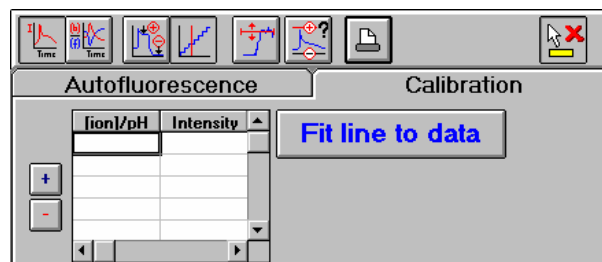 I Time (b) (f) Time ?
Autofluorescence Calibration
[ion]/pH Intensity
Fit line to data
+
-